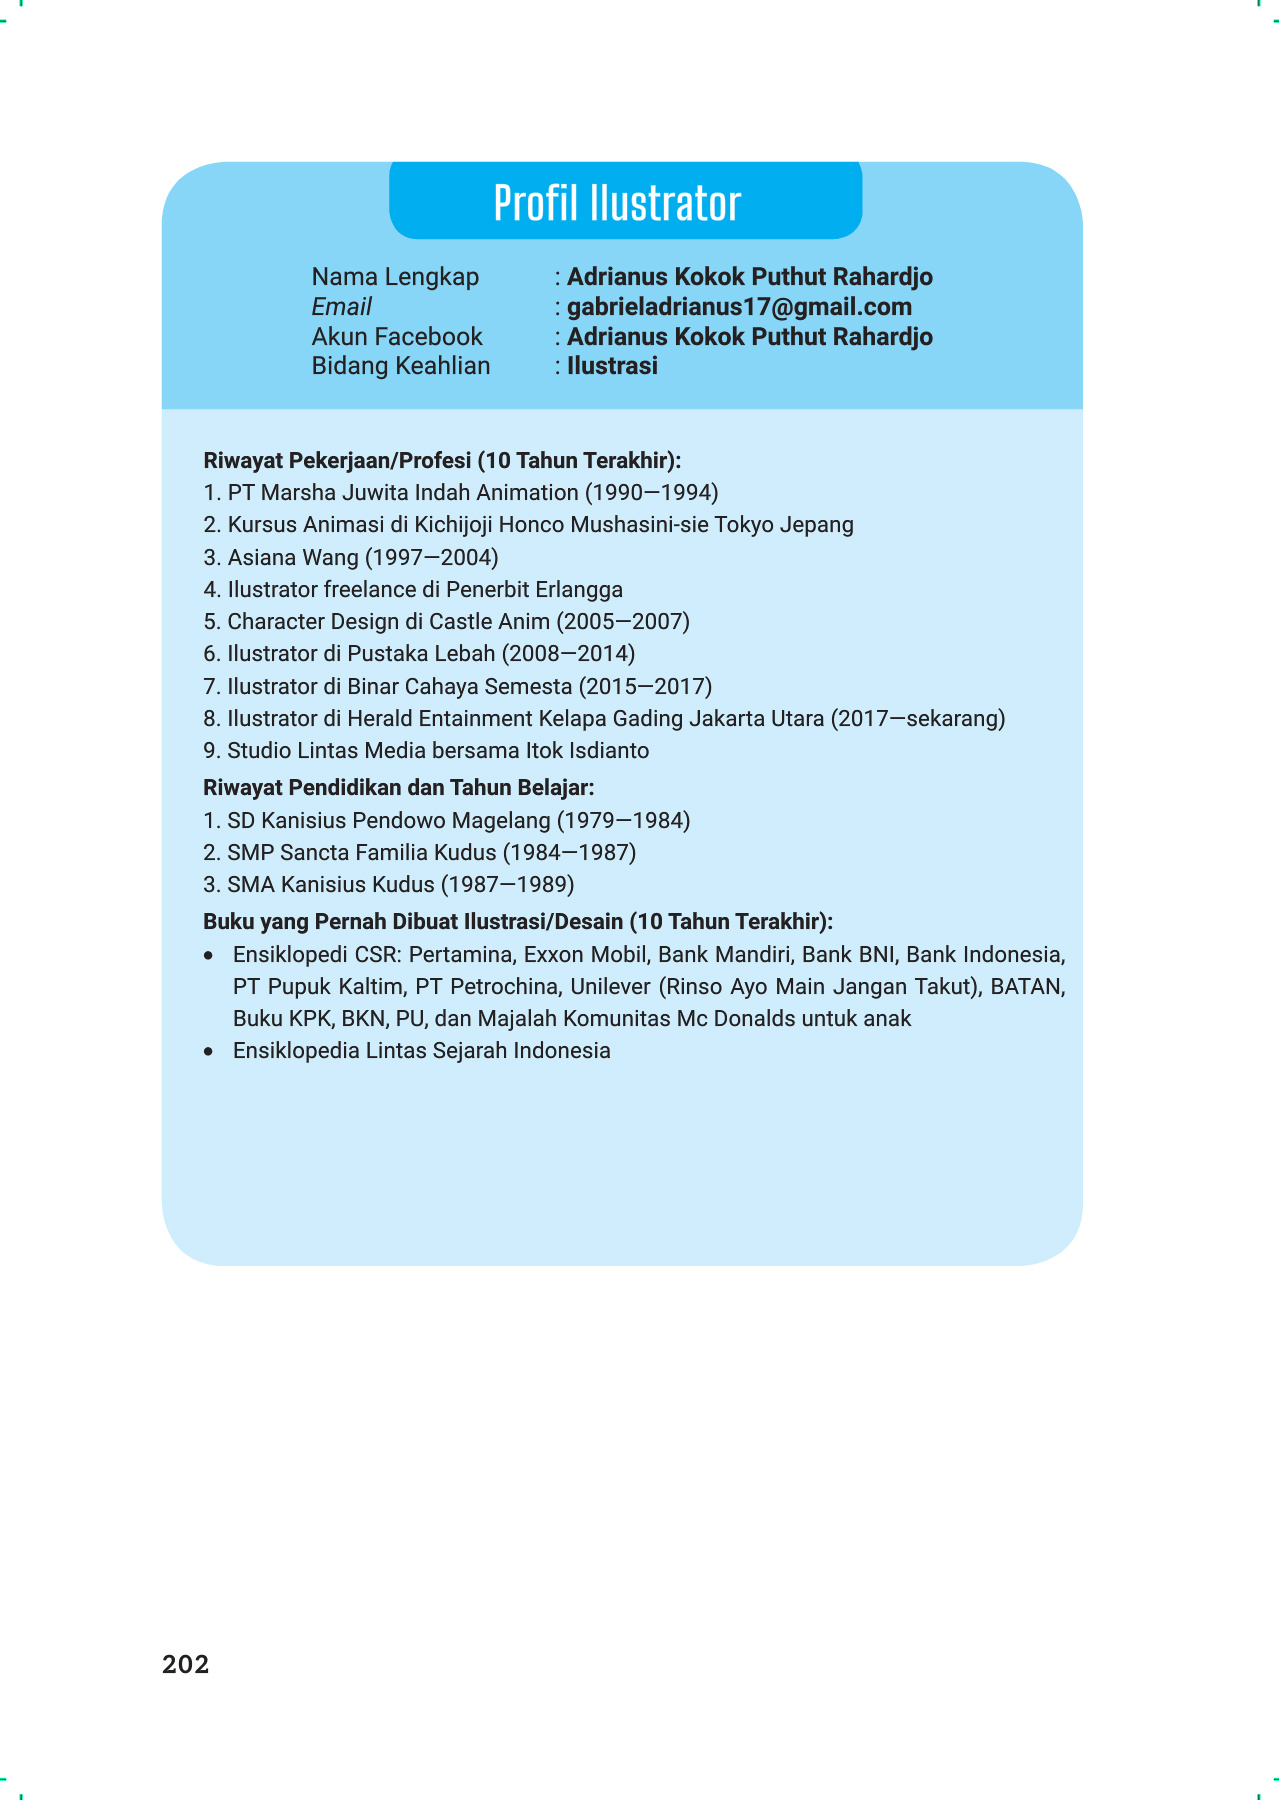 Profil Ilustrator
Nama Lengkap : Adrianus Kokok Puthut Rahardjo
Email : gabrieladrianus17@gmail.com
Akun Facebook : Adrianus Kokok Puthut Rahardjo
Bidang Keahlian : Ilustrasi
Riwayat Pekerjaan/Profesi (10 Tahun Terakhir):
1. PT Marsha Juwita Indah Animation (1990—1994)
2. Kursus Animasi di Kichijoji Honco Mushasini-sie Tokyo Jepang
3. Asiana Wang (1997—2004)
4. Ilustrator freelance di Penerbit Erlangga
5. Character Design di Castle Anim (2005—2007)
6. Ilustrator di Pustaka Lebah (2008—2014)
7. Ilustrator di Binar Cahaya Semesta (2015—2017)
8. Ilustrator di Herald Entainment Kelapa Gading Jakarta Utara (2017—sekarang)
9. Studio Lintas Media bersama Itok Isdianto
Riwayat Pendidikan dan Tahun Belajar:
1. SD Kanisius Pendowo Magelang (1979—1984)
2. SMP Sancta Familia Kudus (1984—1987)
3. SMA Kanisius Kudus (1987—1989)
Buku yang Pernah Dibuat Ilustrasi/Desain (10 Tahun Terakhir):
• Ensiklopedi CSR: Pertamina, Exxon Mobil, Bank Mandiri, Bank BNI, Bank Indonesia,
PT Pupuk Kaltim, PT Petrochina, Unilever (Rinso Ayo Main Jangan Takut), BATAN,
Buku KPK, BKN, PU, dan Majalah Komunitas Mc Donalds untuk anak
• Ensiklopedia Lintas Sejarah Indonesia
202